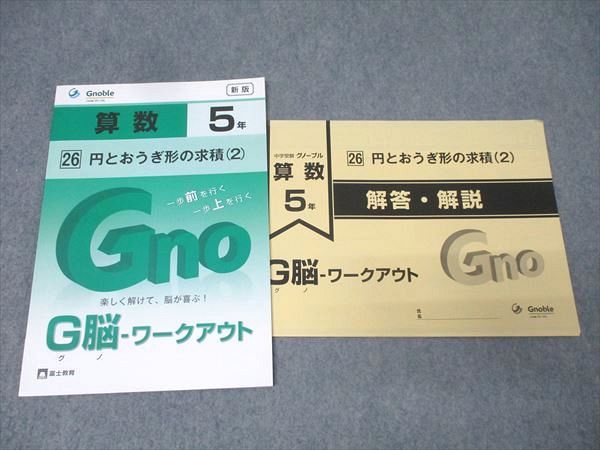 Gnoble
新版
算数 5年
26 円とおうぎ形の求積(2)
一歩前を行く
一歩上を行く
Gno
楽しく解けて、脳が喜ぶ!
G脳-ワークアウト
グノ
富士教育
中学受験 グノーブル
算数
5年
26 円とおうぎ形の求積(2)
解答・解説
Gno
G脳-ワークアウト
グノ
氏名
Gnoble